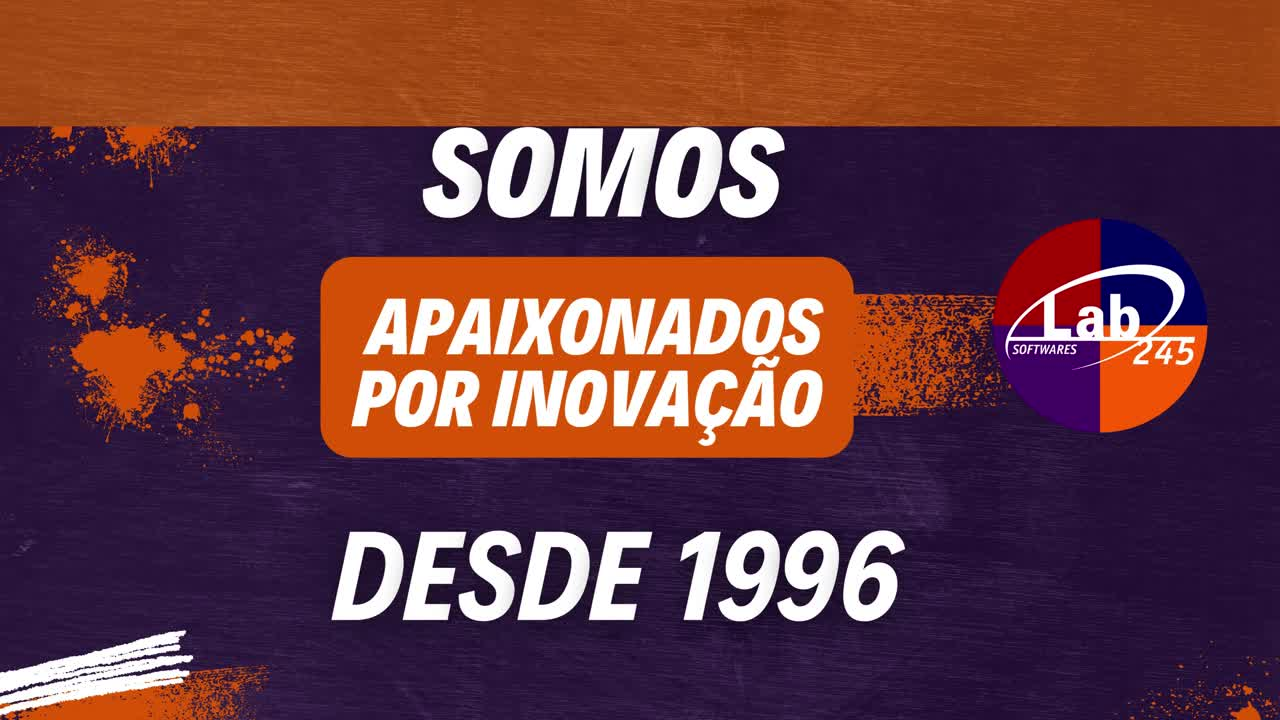 SOMOS
APAIXONADOS
POR INOVAÇÃO
Lab
SOFTWARES
245
DESDE 1996